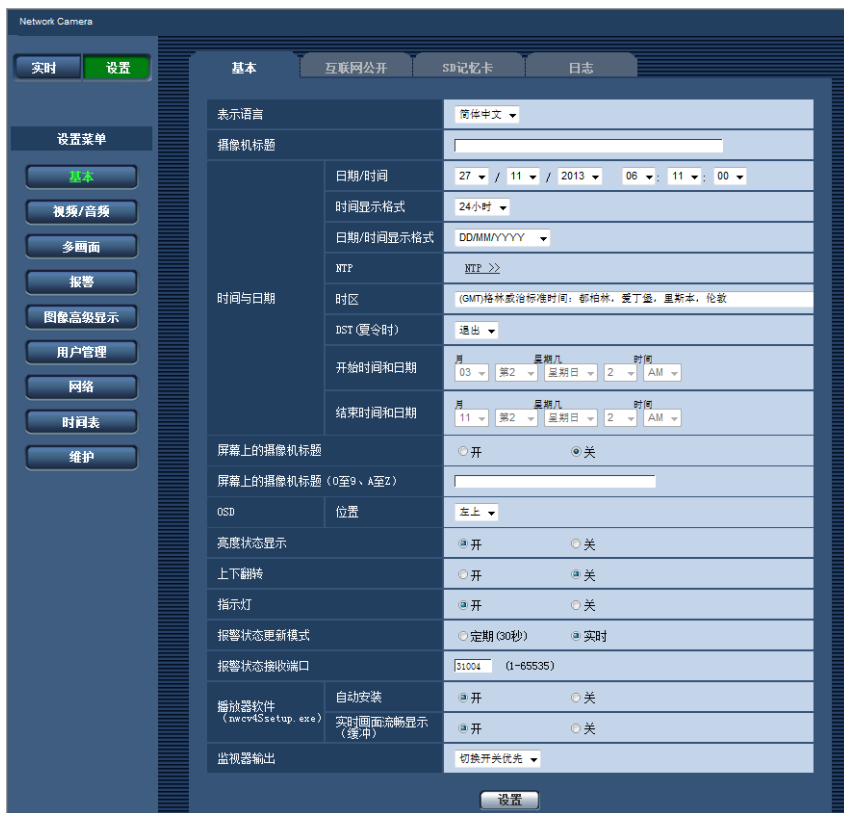 Network Camera
实时 设置
基本 互联网公开 SD记忆卡 日志
设置菜单
基本
视频/音频
多画面
报警
图像高级显示
用户管理
网络
时间表
维护
表示语言 简体中文
摄像机标题
时间与日期
日期/时间 27 / 11 / 2013 06 : 11 : 00
时间显示格式 24小时
日期/时间显示格式 DD/MM/YYYY
NTP NTP >>
时区 (GMT)格林威治标准时间: 都柏林, 爱丁堡, 里斯本, 伦敦
DST(夏令时) 退出
开始时间和日期 月 星期几 时间
03 第2 星期日 2 AM
结束时间和日期 月 星期几 时间
11 第2 星期日 2 AM
屏幕上的摄像机标题 开 关
屏幕上的摄像机标题(0至9、A至Z)
OSD 位置 左上
亮度状态显示 开 关
上下翻转 开 关
指示灯 开 关
报警状态更新模式 定期(30秒) 实时
报警状态接收端口 31004 (1-65535)
播放器软件
(nwcv4Ssetup.exe)
自动安装 开 关
实时画面流畅显示
(缓冲) 开 关
监视器输出 切换开关优先
设置